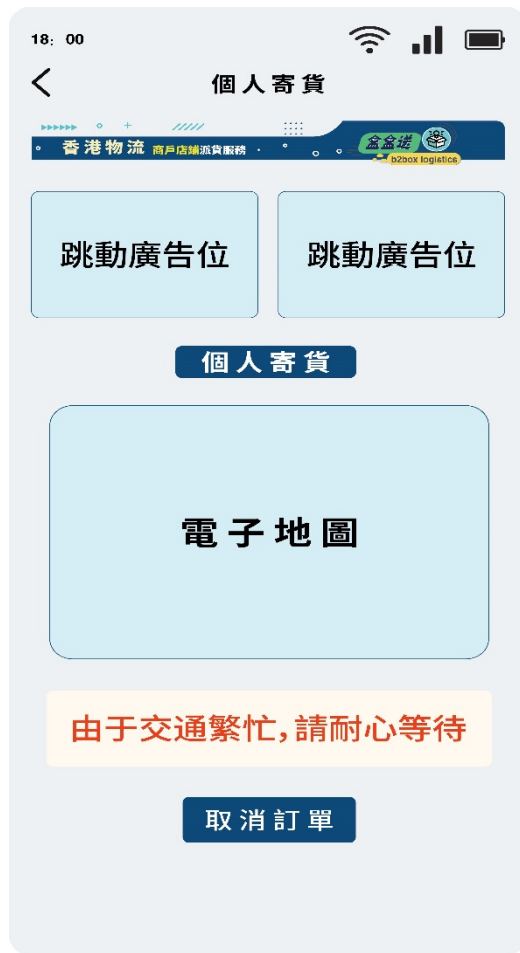 18: 00
個人寄貨
香港物流 商戶店鋪派貨服務
盒盒送
b2box logistics
跳動廣告位 跳動廣告位
個人寄貨
電子地圖
由于交通繁忙,請耐心等待
取消訂單